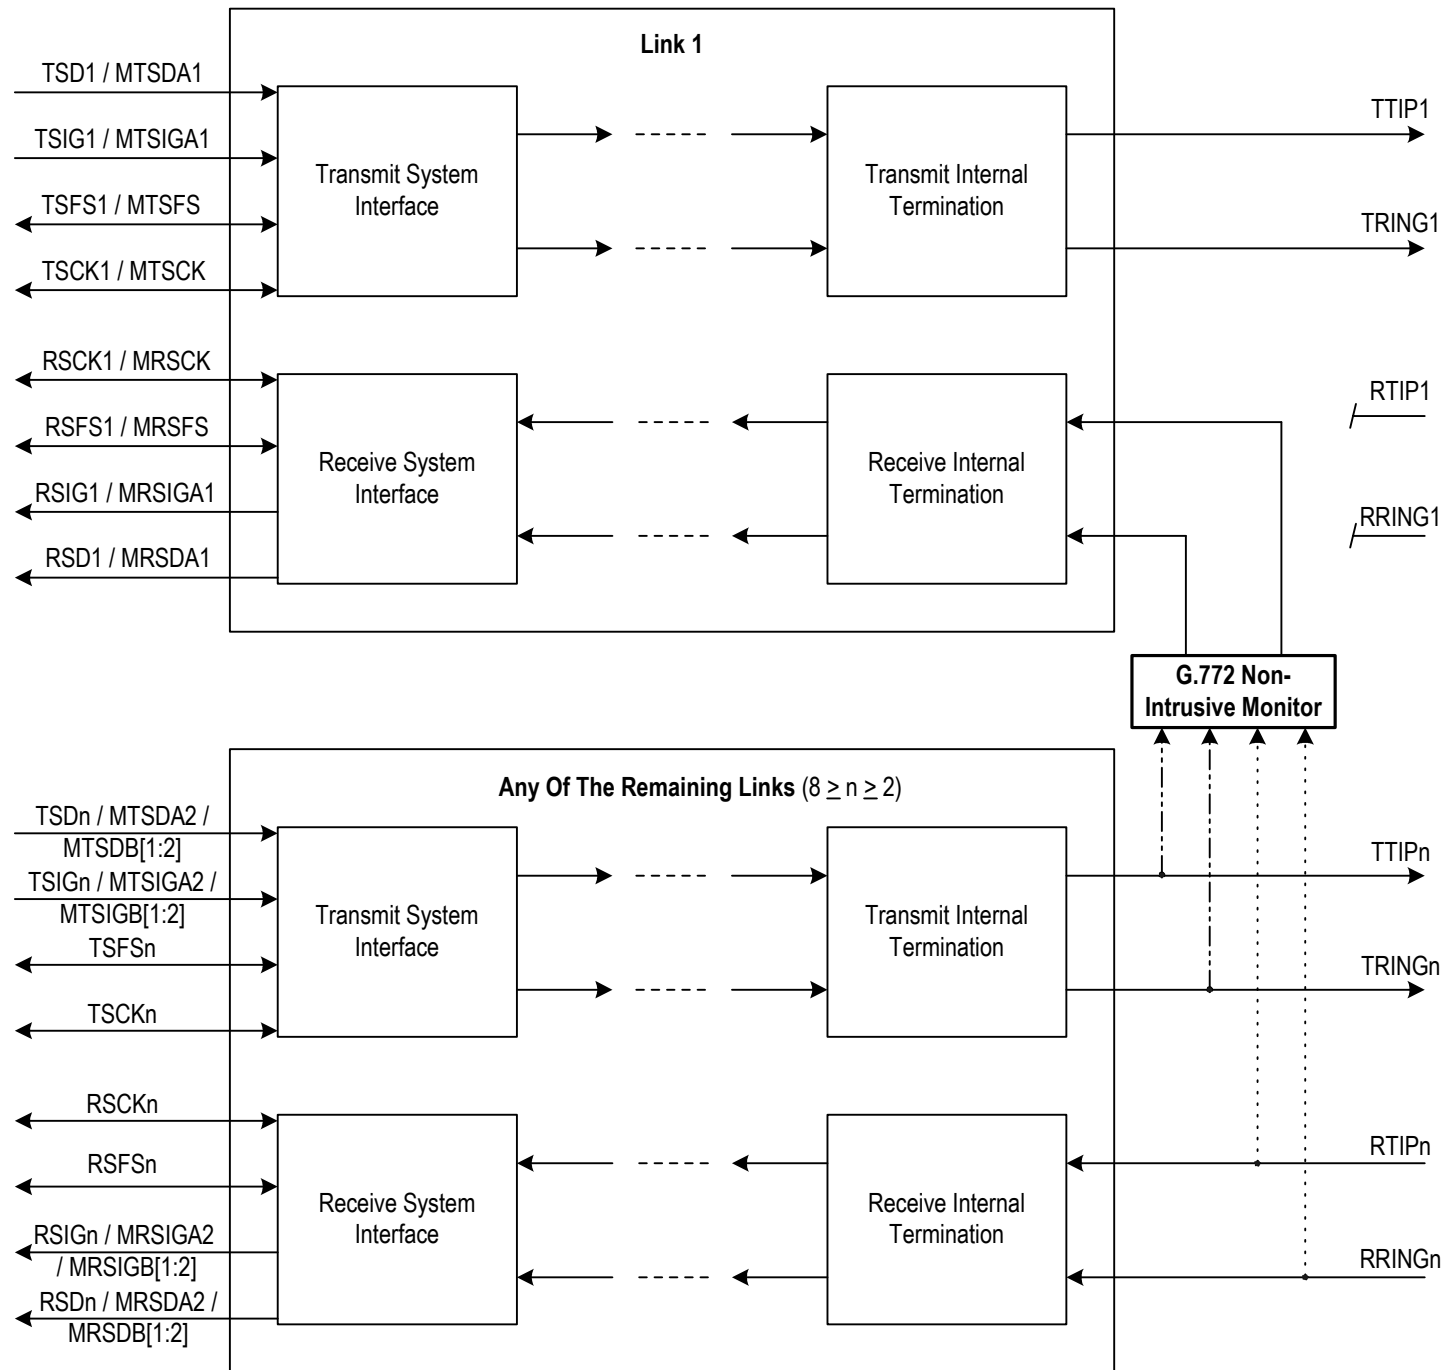 Link 1
TSD1 / MTSDA1
TSIG1 / MTSIGA1
TSFS1 / MTSFS
TSCK1 / MTSCK
Transmit System
Interface
Transmit Internal
Termination
TTIP1
TRING1
RSCK1 / MRSCK
RSFS1 / MRSFS
RSIG1 / MRSIGA1
RSD1 / MRSDA1
Receive System
Interface
Receive Internal
Termination
RTIP1
RRING1
G.772 Non-
Intrusive Monitor
Any Of The Remaining Links (8 ≥ n ≥ 2)
TSDn / MTSDA2 /
MTSDB[1:2]
TSIGn / MTSIGA2 /
MTSIGB[1:2]
TSFSn
TSCKn
Transmit System
Interface
Transmit Internal
Termination
TTIPn
TRINGn
RSCKn
RSFSn
RSIGn / MRSIGA2
/ MRSIGB[1:2]
RSDn / MRSDA2 /
MRSDB[1:2]
Receive System
Interface
Receive Internal
Termination
RTIPn
RRINGn